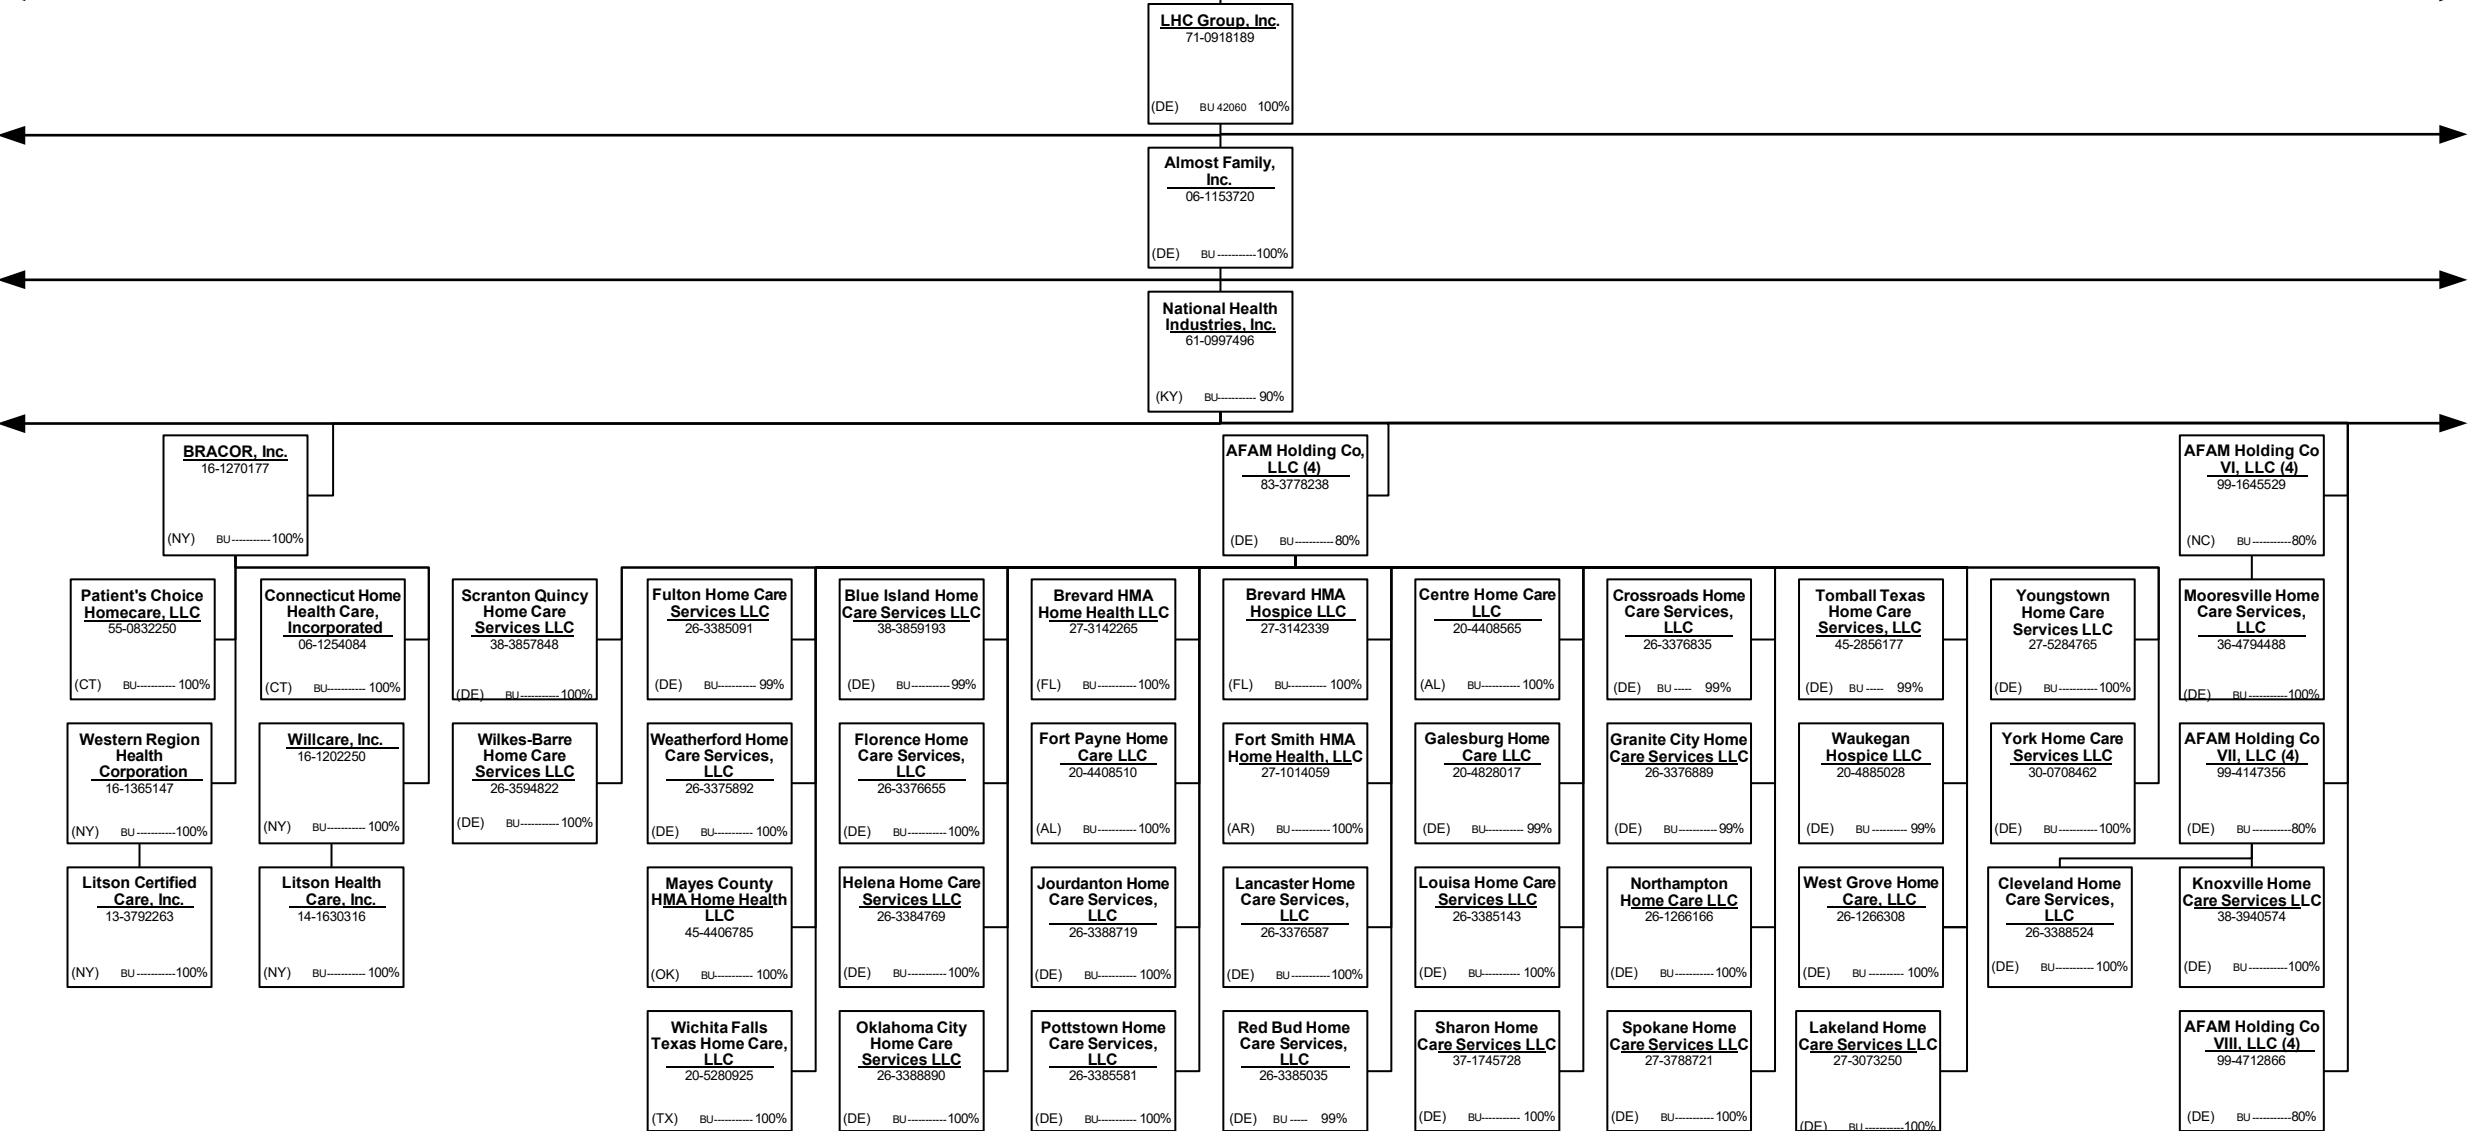 LHC Group, Inc.
71-0918189
(DE) BU 42060 100%
Almost Family,
Inc.
06-1153720
(DE) BU -----------100%
National Health
Industries, Inc.
61-0997496
(KY) BU----------- 90%
BRACOR, Inc.
16-1270177
(NY) BU -----------100%
AFAM Holding Co,
LLC (4)
83-3778238
(DE) BU -----------80%
AFAM Holding Co
VI, LLC (4)
99-1645529
(NC) BU -----------80%
Patient's Choice
Homecare, LLC
55-0832250
(CT) BU----------- 100%
Connecticut Home
Health Care,
Incorporated
06-1254084
(CT) BU----------- 100%
Scranton Quincy
Home Care
Services LLC
38-3857848
(DE) BU -----------100%
Fulton Home Care
Services LLC
26-3385091
(DE) BU----------- 99%
Blue Island Home
Care Services LLC
38-3859193
(DE) BU -----------99%
Brevard HMA
Home Health LLC
27-3142265
(FL) BU -----------100%
Brevard HMA
Hospice LLC
27-3142339
(FL) BU----------- 100%
Centre Home Care
LLC
20-4408565
(AL) BU----------- 100%
Crossroads Home
Care Services,
LLC
26-3376835
(DE) BU ----- 99%
Tomball Texas
Home Care
Services, LLC
45-2856177
(DE) BU ----- 99%
Youngstown
Home Care
Services LLC
27-5284765
(DE) BU -----------100%
Mooresville Home
Care Services,
LLC
36-4794488
(DE) BU -----------100%
Western Region
Health
Corporation
16-1365147
(NY) BU -----------100%
Willcare, Inc.
16-1202250
(NY) BU----------- 100%
Wilkes-Barre
Home Care
Services LLC
26-3594822
(DE) BU----------- 100%
Weatherford Home
Care Services,
LLC
26-3375892
(DE) BU----------- 100%
Florence Home
Care Services,
LLC
26-3376655
(DE) BU -----------100%
Fort Payne Home
Care LLC
20-4408510
(AL) BU -----------100%
Fort Smith HMA
Home Health, LLC
27-1014059
(AR) BU -----------100%
Galesburg Home
Care LLC
20-4828017
(DE) BU----------- 99%
Granite City Home
Care Services LLC
26-3376889
(DE) BU -----------99%
Waukegan
Hospice LLC
20-4885028
(DE) BU ----------- 99%
York Home Care
Services LLC
30-0708462
(DE) BU -----------100%
AFAM Holding Co
VII, LLC (4)
99-4147356
(DE) BU -----------80%
Litson Certified
Care, Inc.
13-3792263
(NY) BU -----------100%
Litson Health
Care, Inc.
14-1630316
(NY) BU----------- 100%
Mayes County
HMA Home Health
LLC
45-4406785
(OK) BU----------- 100%
Helena Home Care
Services LLC
26-3384769
(DE) BU -----------100%
Jourdanton Home
Care Services,
LLC
26-3388719
(DE) BU----------- 100%
Lancaster Home
Care Services,
LLC
26-3376587
(DE) BU -----------100%
Louisa Home Care
Services LLC
26-3385143
(DE) BU----------- 100%
Northampton
Home Care LLC
26-1266166
(DE) BU -----------100%
West Grove Home
Care, LLC
26-1266308
(DE) BU ----------- 100%
Cleveland Home
Care Services,
LLC
26-3388524
(DE) BU----------- 100%
Knoxville Home
Care Services LLC
38-3940574
(DE) BU -----------100%
Wichita Falls
Texas Home Care,
LLC
20-5280925
(TX) BU----------- 100%
Oklahoma City
Home Care
Services LLC
26-3388890
(DE) BU -----------100%
Pottstown Home
Care Services,
LLC
26-3385581
(DE) BU----------- 100%
Red Bud Home
Care Services,
LLC
26-3385035
(DE) BU ----- 99%
Sharon Home
Care Services LLC
37-1745728
(DE) BU----------- 100%
Spokane Home
Care Services LLC
27-3788721
(DE) BU -----------100%
Lakeland Home
Care Services LLC
27-3073250
(DE) BU -----------100%
AFAM Holding Co
VIII, LLC (4)
99-4712866
(DE) BU -----------80%